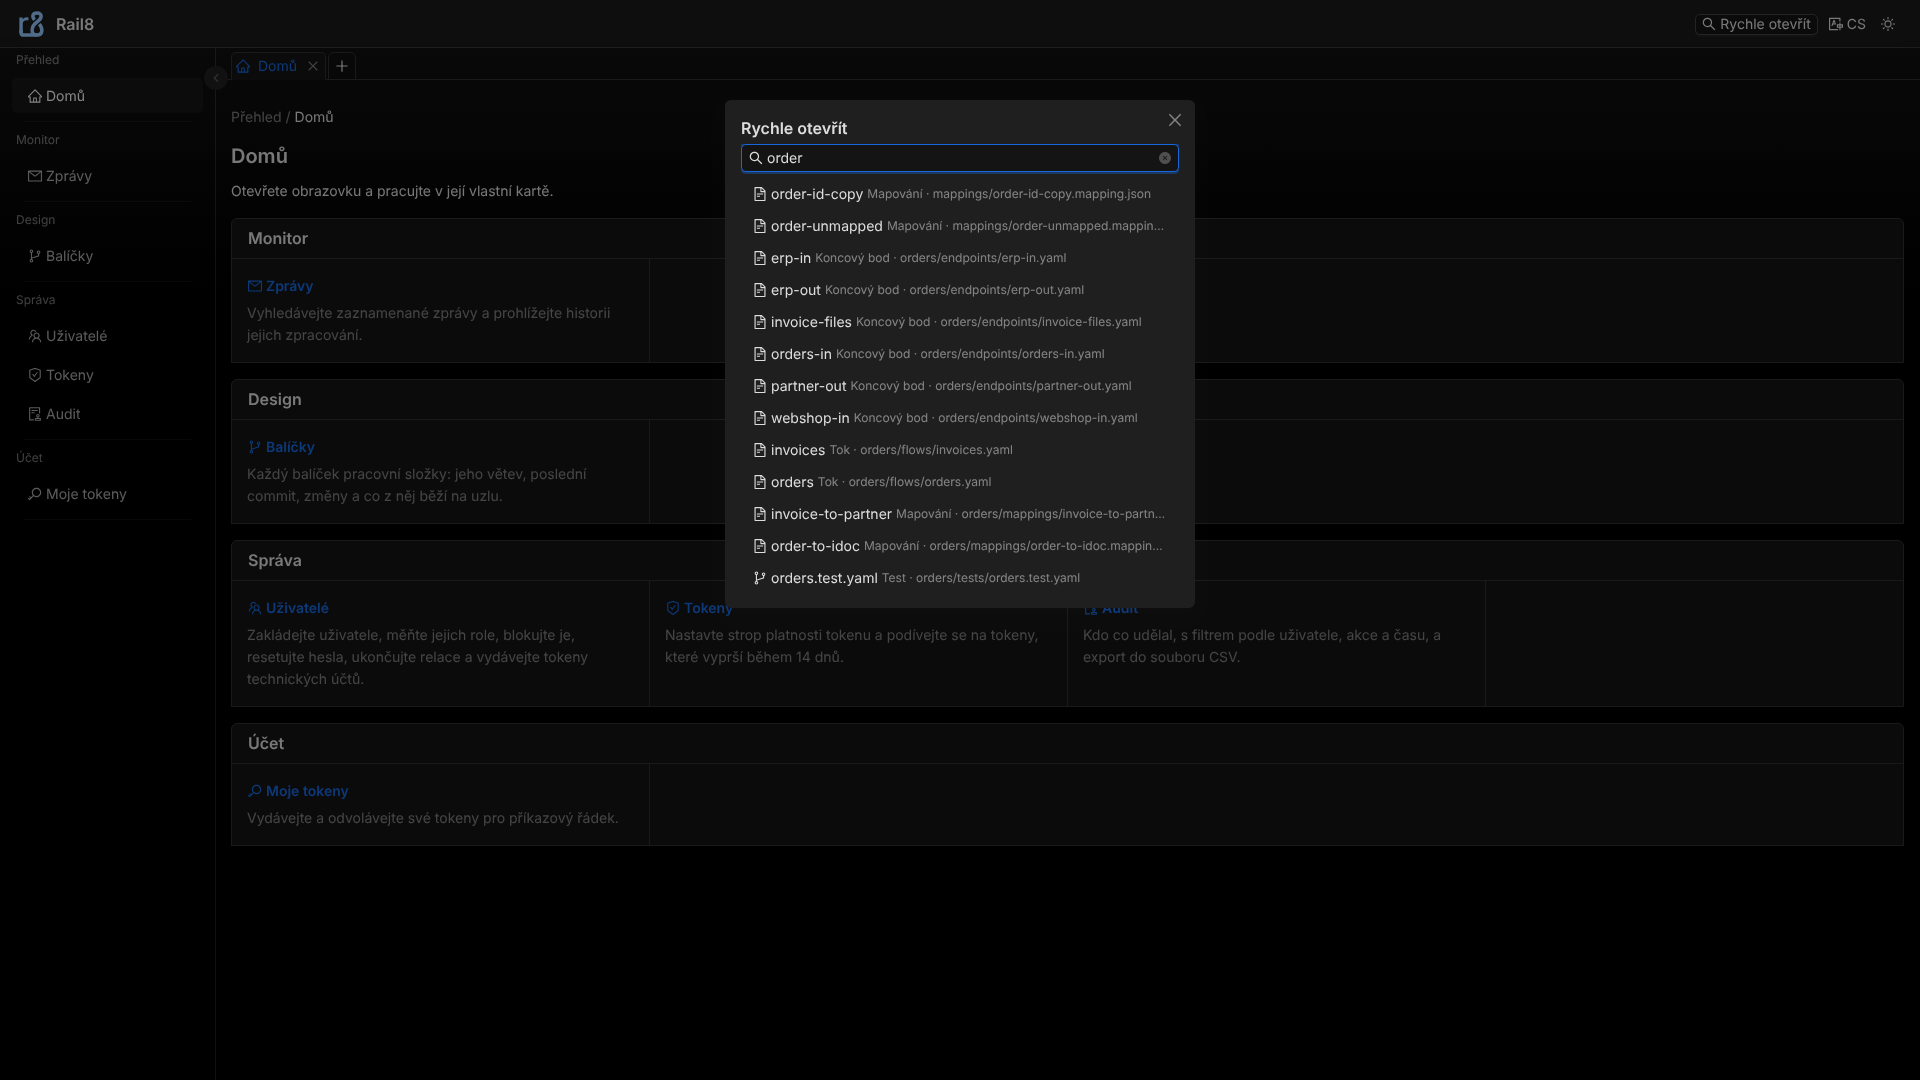 Rail8
Rychle otevřít
CS
Přehled
Domů
Monitor
Zprávy
Design
Balíčky
Správa
Uživatelé
Tokeny
Audit
Účet
Moje tokeny
Domů
Přehled / Domů
Domů
Otevřete obrazovku a pracujte v její vlastní kartě.
Monitor
Zprávy
Vyhledávejte zaznamenané zprávy a prohlížejte historii
jejich zpracování.
Design
Balíčky
Každý balíček pracovní složky: jeho větev, poslední
commit, změny a co z něj běží na uzlu.
Správa
Uživatelé
Zakládejte uživatele, měňte jejich role, blokujte je,
resetujte hesla, ukončujte relace a vydávejte tokeny
technických účtů.
Tokeny
Nastavte strop platnosti tokenu a podívejte se na tokeny,
které vyprší během 14 dnů.
Audit
Kdo co udělal, s filtrem podle uživatele, akce a času, a
export do souboru CSV.
Účet
Moje tokeny
Vydávejte a odvolávejte své tokeny pro příkazový řádek.
Rychle otevřít
order
order-id-copy Mapování · mappings/order-id-copy.mapping.json
order-unmapped Mapování · mappings/order-unmapped.mappin...
erp-in Koncový bod · orders/endpoints/erp-in.yaml
erp-out Koncový bod · orders/endpoints/erp-out.yaml
invoice-files Koncový bod · orders/endpoints/invoice-files.yaml
orders-in Koncový bod · orders/endpoints/orders-in.yaml
partner-out Koncový bod · orders/endpoints/partner-out.yaml
webshop-in Koncový bod · orders/endpoints/webshop-in.yaml
invoices Tok · orders/flows/invoices.yaml
orders Tok · orders/flows/orders.yaml
invoice-to-partner Mapování · orders/mappings/invoice-to-partn...
order-to-idoc Mapování · orders/mappings/order-to-idoc.mappin...
orders.test.yaml Test · orders/tests/orders.test.yaml